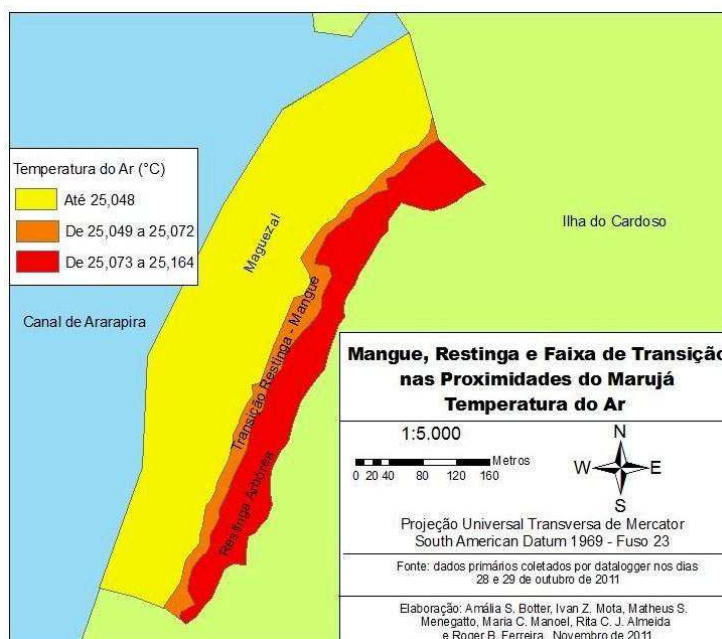 Temperatura do Ar (°C)
Até 25,048
De 25,049 a 25,072
De 25,073 a 25,164
Maguezal
Ilha do Cardoso
Canal de Ararapira
Transição Restinga - Mangue
Restinga Arbórea
Mangue, Restinga e Faixa de Transição
nas Proximidades do Marujá
Temperatura do Ar
1:5.000
Metros
0 20 40 80 120 160
N
W E
S
Projeção Universal Transversa de Mercator
South American Datum 1969 - Fuso 23
Fonte: dados primários coletados por datalogger nos dias
28 e 29 de outubro de 2011
Elaboração: Amália S. Botter, Ivan Z. Mota, Matheus S.
Menegatto, Maria C. Manoel, Rita C. J. Almeida
e Roger B. Ferreira. Novembro de 2011